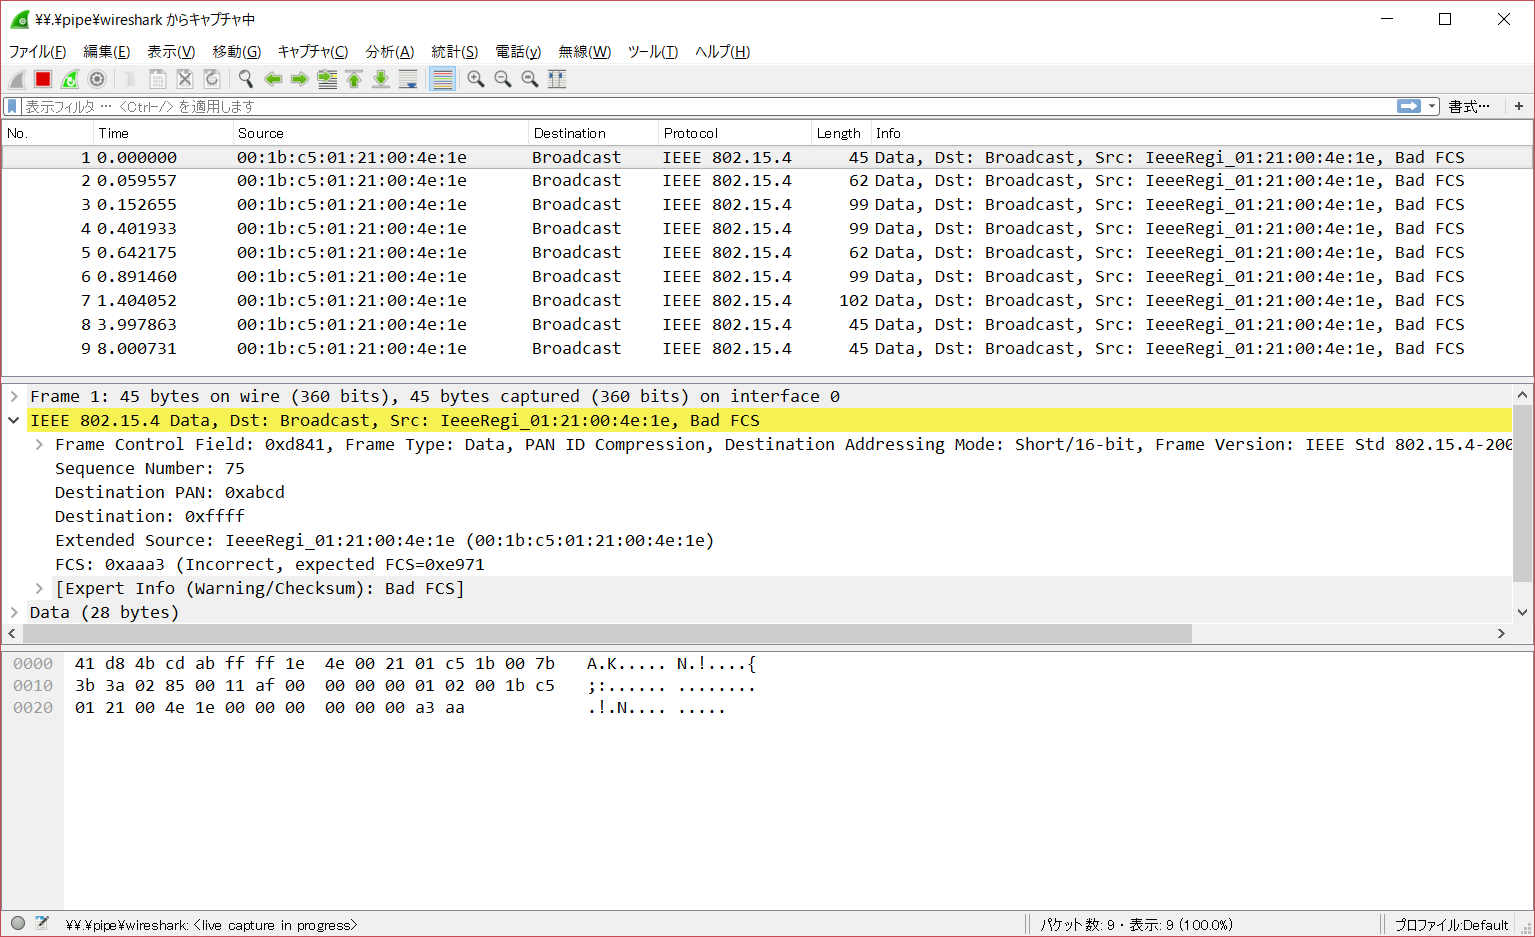 ¥¥.¥pipe¥wireshark からキャプチャ中
ファイル(F) 編集(E) 表示(V) 移動(G) キャプチャ(C) 分析(A) 統計(S) 電話(y) 無線(W) ツール(T) ヘルプ(H)
表示フィルタ … <Ctrl-/> を適用します 書式… +
No. Time Source Destination Protocol Length Info
1 0.000000 00:1b:c5:01:21:00:4e:1e Broadcast IEEE 802.15.4 45 Data, Dst: Broadcast, Src: IeeeRegi_01:21:00:4e:1e, Bad FCS
2 0.059557 00:1b:c5:01:21:00:4e:1e Broadcast IEEE 802.15.4 62 Data, Dst: Broadcast, Src: IeeeRegi_01:21:00:4e:1e, Bad FCS
3 0.152655 00:1b:c5:01:21:00:4e:1e Broadcast IEEE 802.15.4 99 Data, Dst: Broadcast, Src: IeeeRegi_01:21:00:4e:1e, Bad FCS
4 0.401933 00:1b:c5:01:21:00:4e:1e Broadcast IEEE 802.15.4 99 Data, Dst: Broadcast, Src: IeeeRegi_01:21:00:4e:1e, Bad FCS
5 0.642175 00:1b:c5:01:21:00:4e:1e Broadcast IEEE 802.15.4 62 Data, Dst: Broadcast, Src: IeeeRegi_01:21:00:4e:1e, Bad FCS
6 0.891460 00:1b:c5:01:21:00:4e:1e Broadcast IEEE 802.15.4 99 Data, Dst: Broadcast, Src: IeeeRegi_01:21:00:4e:1e, Bad FCS
7 1.404052 00:1b:c5:01:21:00:4e:1e Broadcast IEEE 802.15.4 102 Data, Dst: Broadcast, Src: IeeeRegi_01:21:00:4e:1e, Bad FCS
8 3.997863 00:1b:c5:01:21:00:4e:1e Broadcast IEEE 802.15.4 45 Data, Dst: Broadcast, Src: IeeeRegi_01:21:00:4e:1e, Bad FCS
9 8.000731 00:1b:c5:01:21:00:4e:1e Broadcast IEEE 802.15.4 45 Data, Dst: Broadcast, Src: IeeeRegi_01:21:00:4e:1e, Bad FCS
Frame 1: 45 bytes on wire (360 bits), 45 bytes captured (360 bits) on interface 0
IEEE 802.15.4 Data, Dst: Broadcast, Src: IeeeRegi_01:21:00:4e:1e, Bad FCS
Frame Control Field: 0xd841, Frame Type: Data, PAN ID Compression, Destination Addressing Mode: Short/16-bit, Frame Version: IEEE Std 802.15.4-200
Sequence Number: 75
Destination PAN: 0xabcd
Destination: 0xffff
Extended Source: IeeeRegi_01:21:00:4e:1e (00:1b:c5:01:21:00:4e:1e)
FCS: 0xaaa3 (Incorrect, expected FCS=0xe971
[Expert Info (Warning/Checksum): Bad FCS]
Data (28 bytes)
0000 41 d8 4b cd ab ff ff 1e 4e 00 21 01 c5 1b 00 7b A.K..... N.!....{
0010 3b 3a 02 85 00 11 af 00 00 00 00 01 02 00 1b c5 ;:...... ........
0020 01 21 00 4e 1e 00 00 00 00 00 00 a3 aa .!.N.... .....
¥¥.¥pipe¥wireshark: <live capture in progress> パケット数: 9・表示: 9 (100.0%) プロファイル:Default